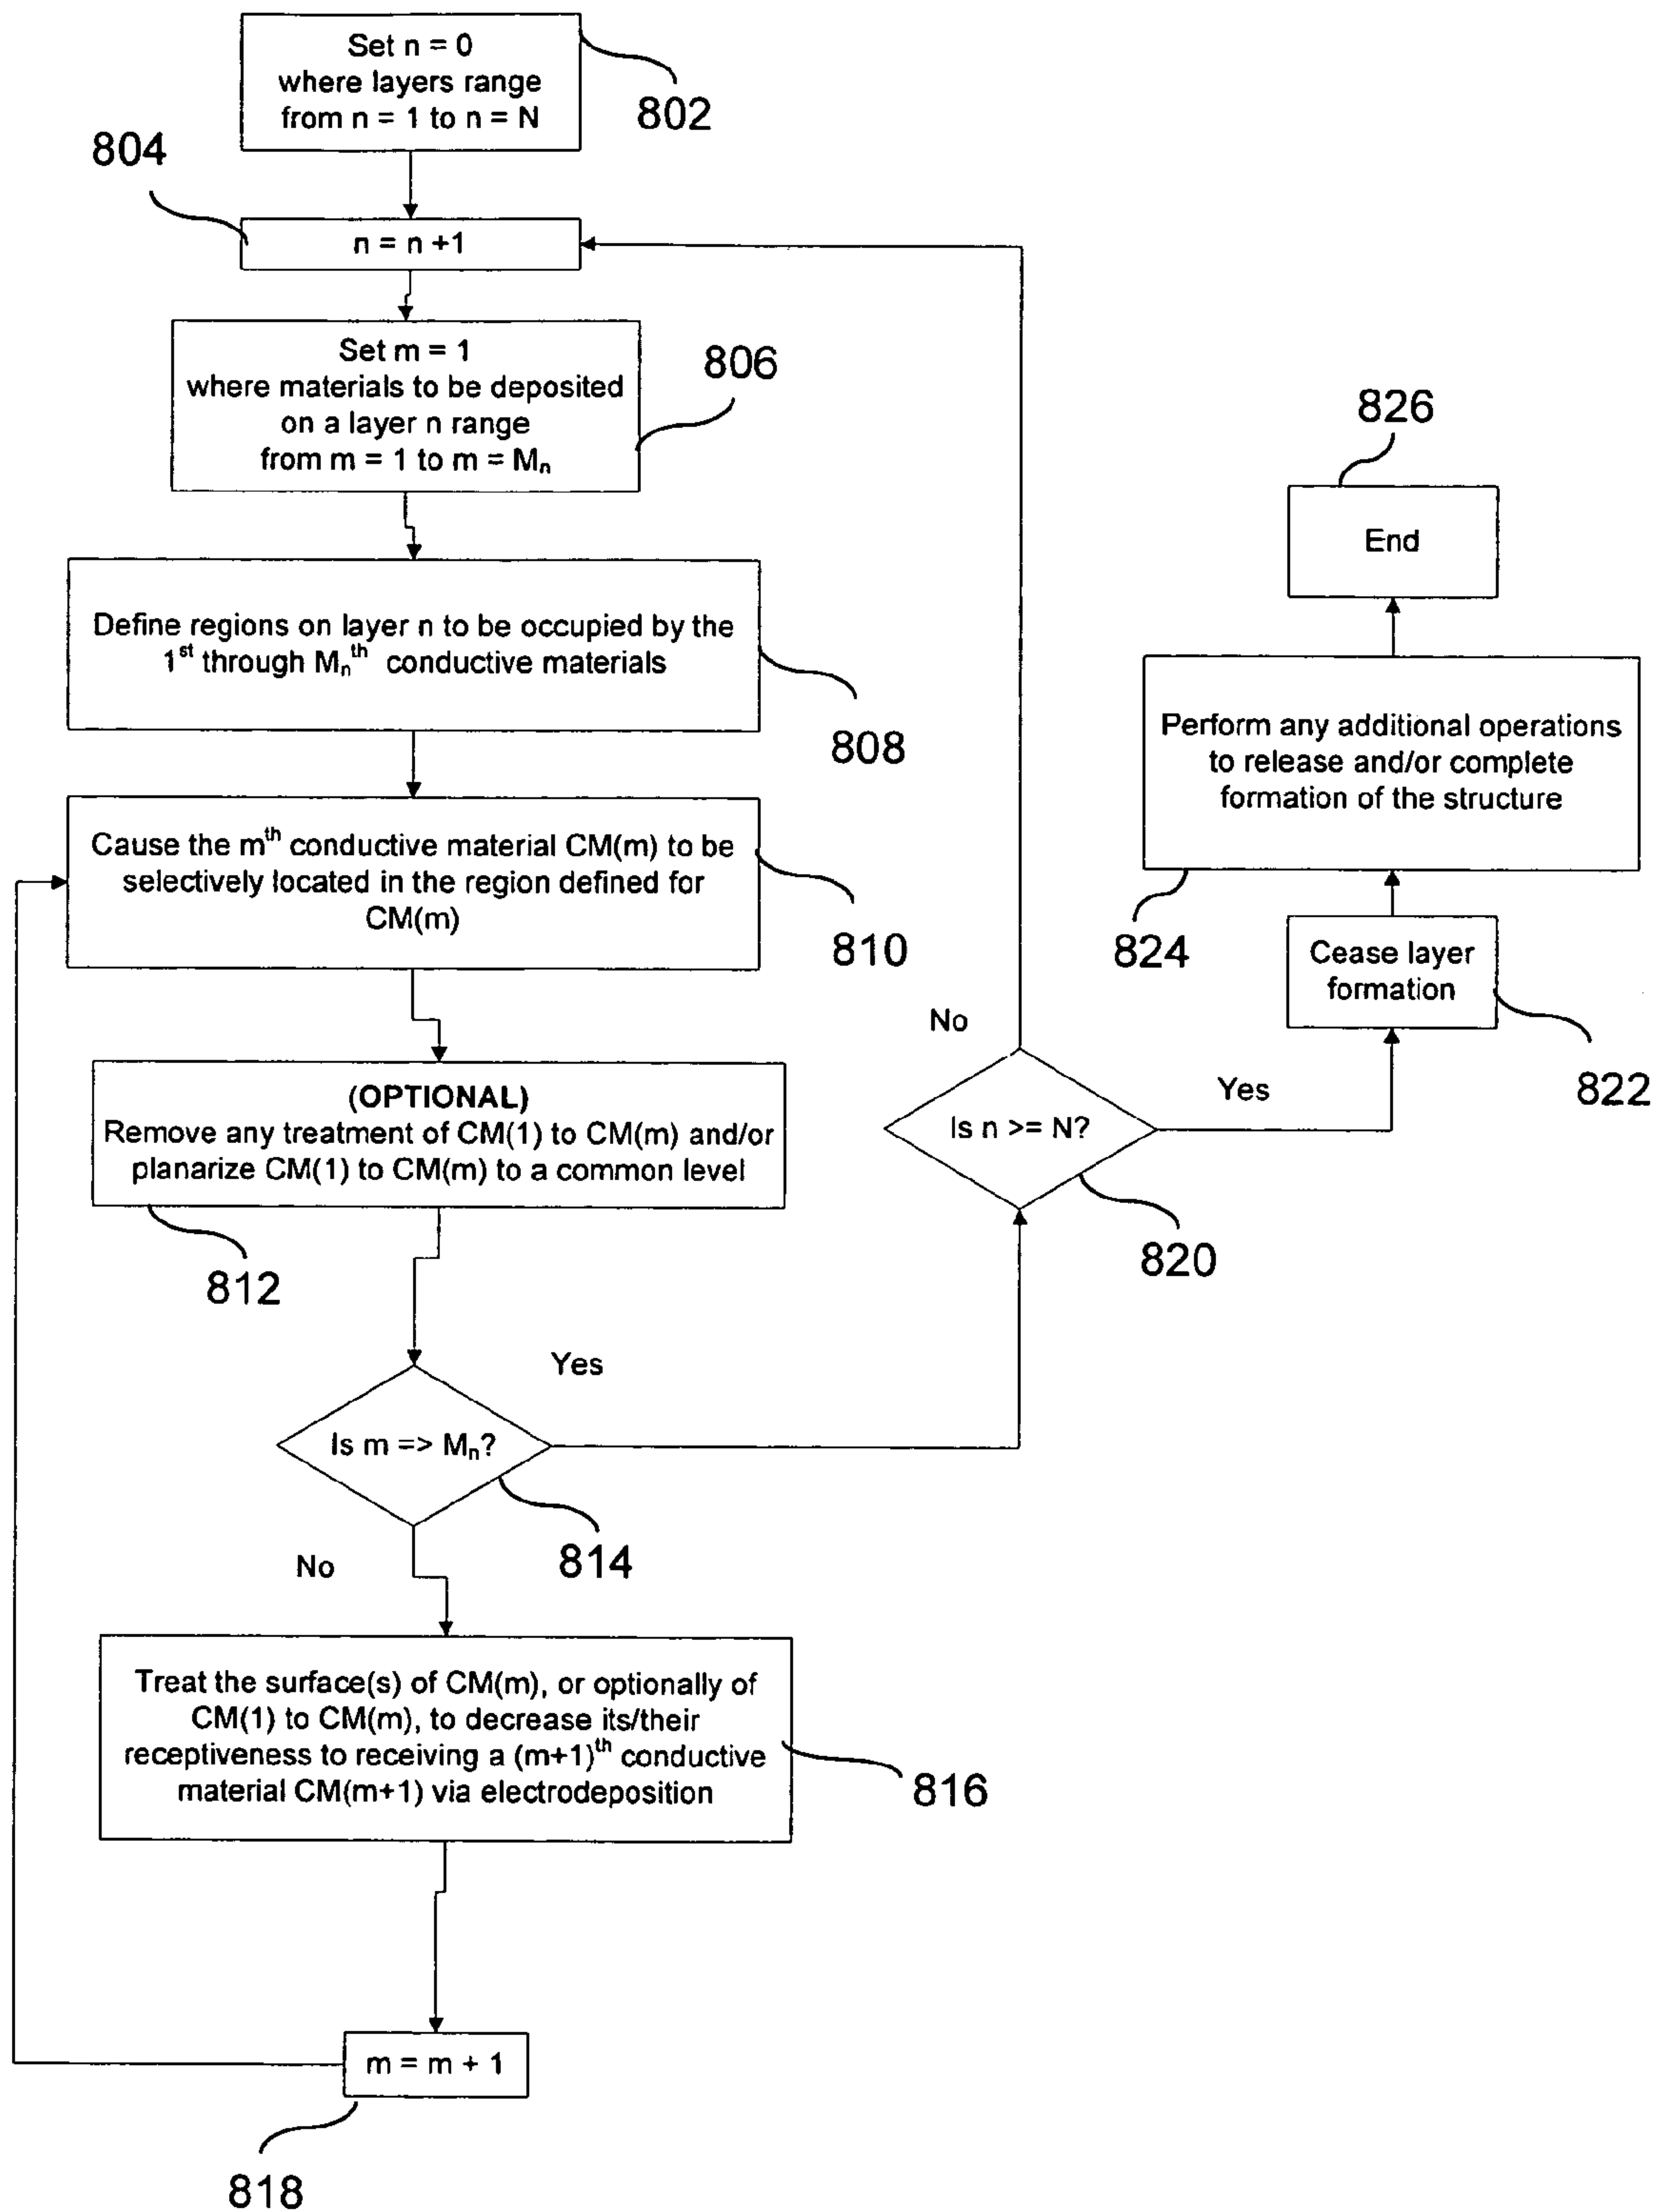 Set n = 0
where layers range
from n = 1 to n = N
802
804
n = n +1
Set m = 1
where materials to be deposited
on a layer n range
from m = 1 to m = Mₙ
806
Define regions on layer n to be occupied by the
1ˢᵗ through Mₙᵗʰ conductive materials
808
Cause the mᵗʰ conductive material CM(m) to be
selectively located in the region defined for
CM(m)
810
(OPTIONAL)
Remove any treatment of CM(1) to CM(m) and/or
planarize CM(1) to CM(m) to a common level
812
Is m => Mₙ?
Yes
No
814
Treat the surface(s) of CM(m), or optionally of
CM(1) to CM(m), to decrease its/their
receptiveness to receiving a (m+1)ᵗʰ conductive
material CM(m+1) via electrodeposition
816
m = m + 1
818
No
Is n >= N?
Yes
820
Cease layer
formation
822
Perform any additional operations
to release and/or complete
formation of the structure
824
End
826